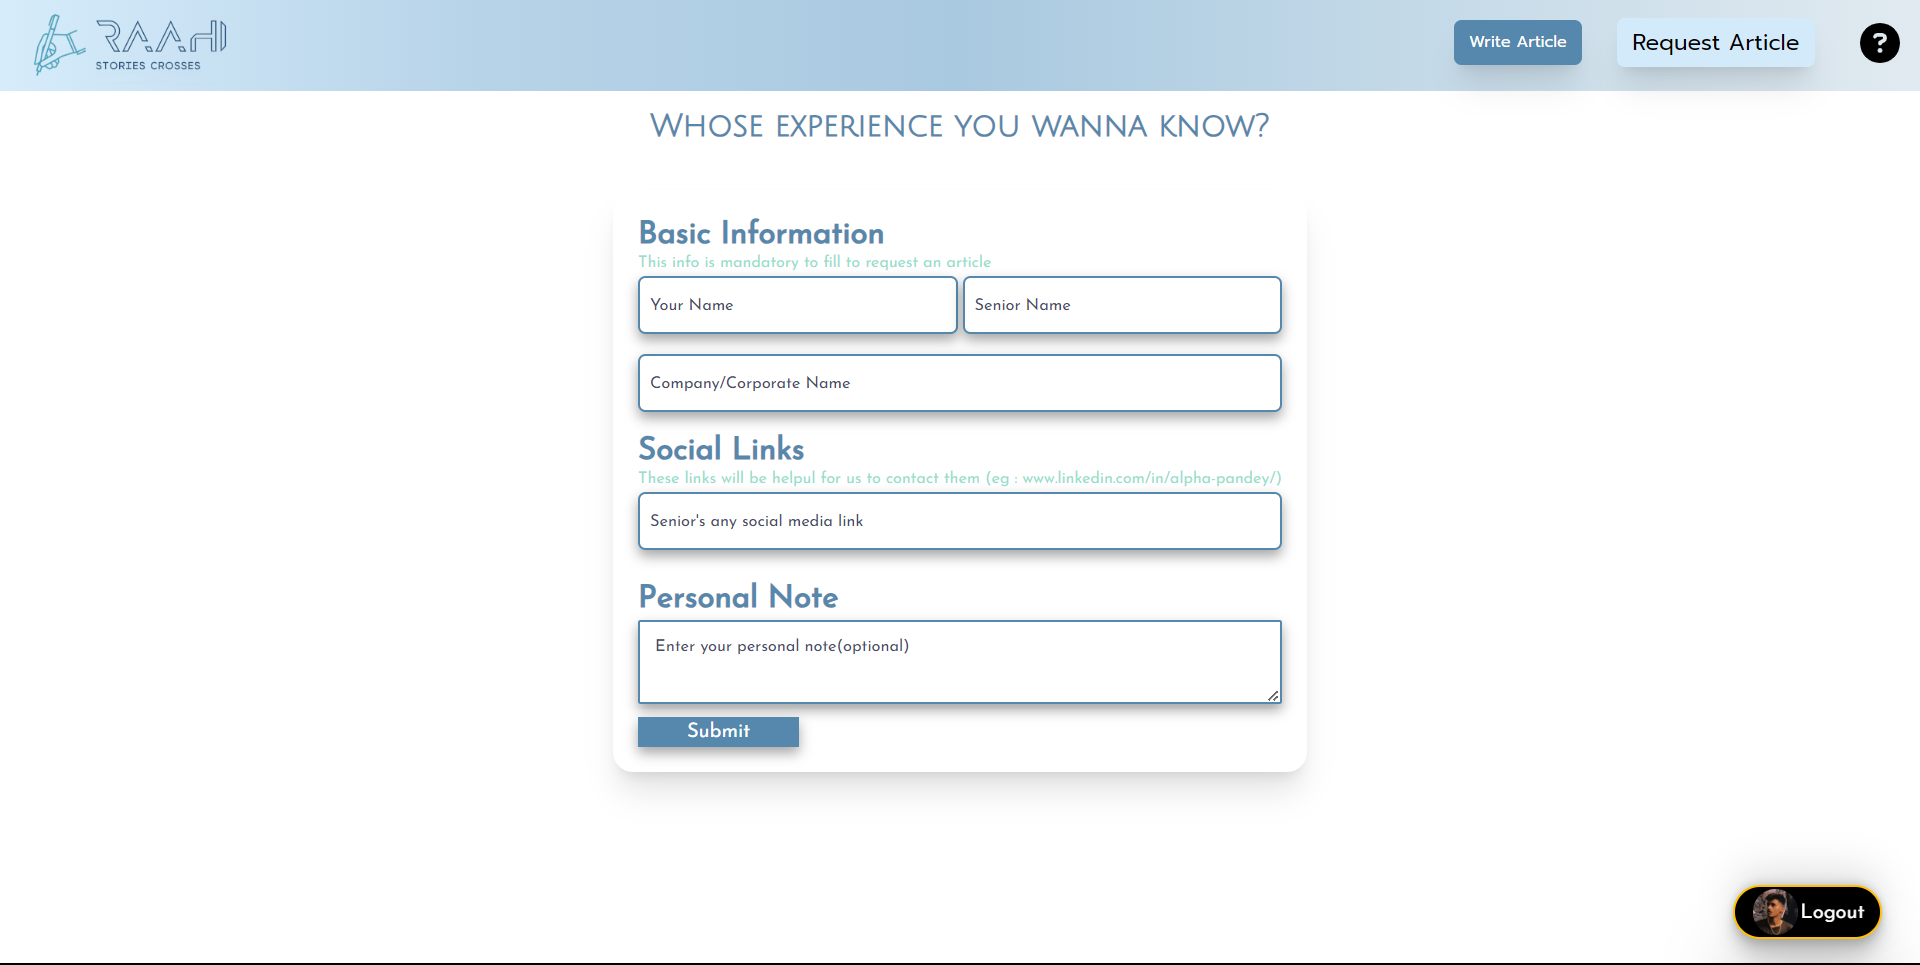 RAAHI
STORIES CROSSES
Write Article
Request Article
?
WHOSE EXPERIENCE YOU WANNA KNOW?
Basic Information
This info is mandatory to fill to request an article
Your Name
Senior Name
Company/Corporate Name
Social Links
These links will be helpul for us to contact them (eg : www.linkedin.com/in/alpha-pandey/)
Senior's any social media link
Personal Note
Enter your personal note(optional)
Submit
Logout